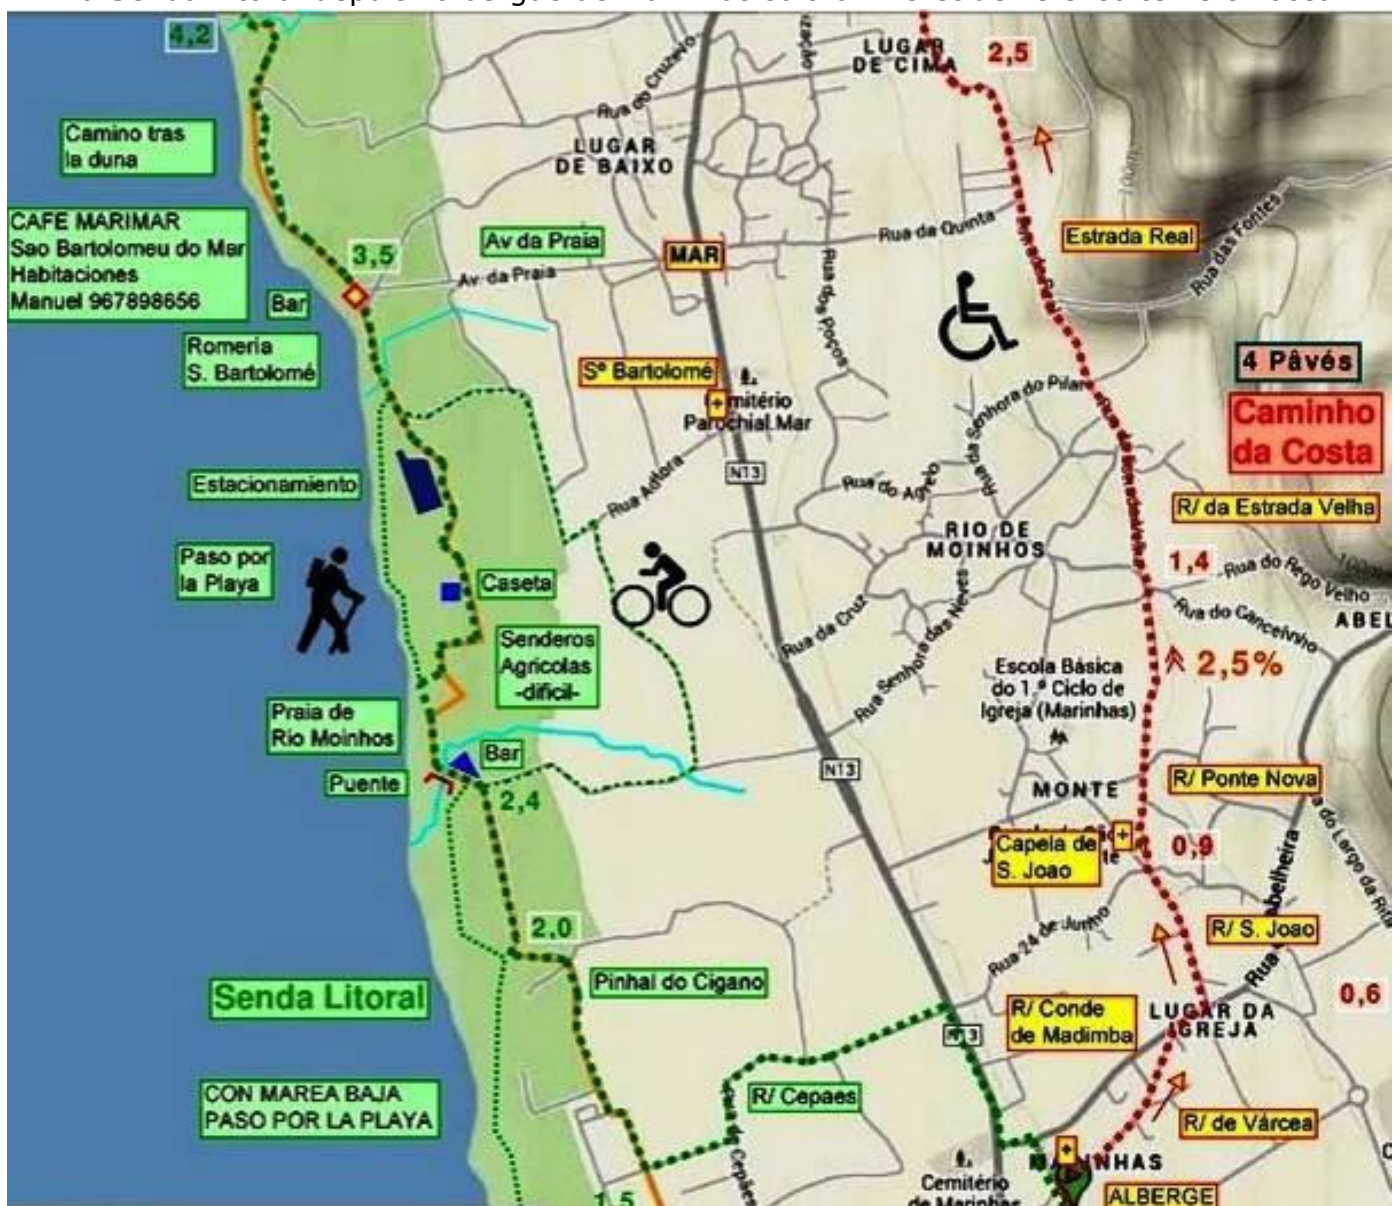 4,2
LUGAR
DE CIMA
2,5
Rua do Cruzeiro
Camino tras
la duna
LUGAR
DE BAIXO
CAFE MARIMAR
Sao Bartolomeu do Mar
Habitaciones
Manuel 967898656
Av da Praia
MAR
Rua da Quinta
Estrada Real
Rua das Fontes
3,5
Av. da Praia
Rua dos Poços
Bar
Romeria
S. Bartolomé
Sº Bartolomé
4 Pâvés
Rua da Senhora do Pilar
Parochial Mar
Caminho
da Costa
N13
Estacionamiento
Rua Adfora
R/ da Estrada Velha
RIO DE
MOINHOS
Paso por
la Playa
Caseta
1,4
Rua do Rego Velho
Rua da Cruz
Rua Senhora das Neves
ABEL
Senderos
Agricolas
-dificil-
2,5%
Escola Básica
do 1.º Ciclo de
Igreja (Marinhas)
Praia de
Rio Moinhos
Bar
N13
Puente
R/ Ponte Nova
2,4
MONTE
Capela de
S. Joao
0,9
2,0
Rua 24 de Junho
R/ S. Joao
Pinhal do Cigano
Senda Litoral
0,6
R/ Conde
de Madimba
LUGAR DA
IGREJA
CON MAREA BAJA
PASO POR LA PLAYA
R/ Cepaes
Rua de Cepães
R/ de Várcea
Cemitério
de Marinhas
ALBERGE
1,5